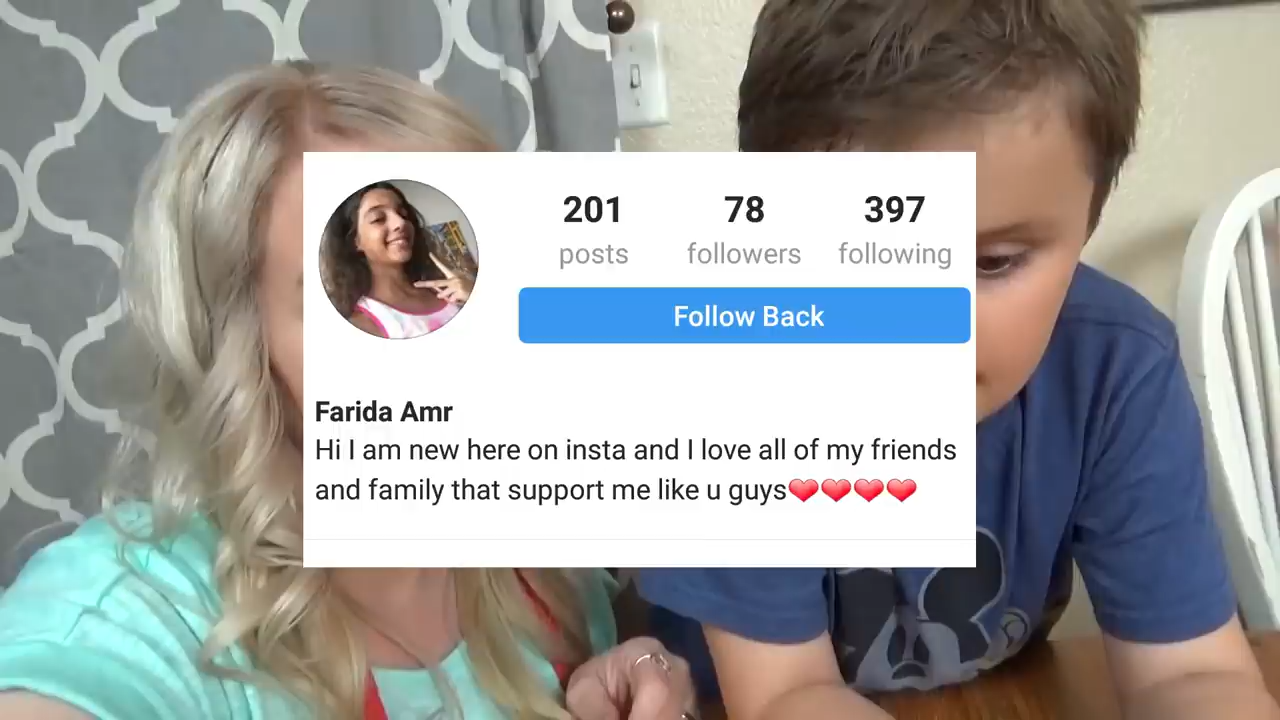 201 78 397
posts followers following
Follow Back
Farida Amr
Hi I am new here on insta and I love all of my friends
and family that support me like u guys❤❤❤❤